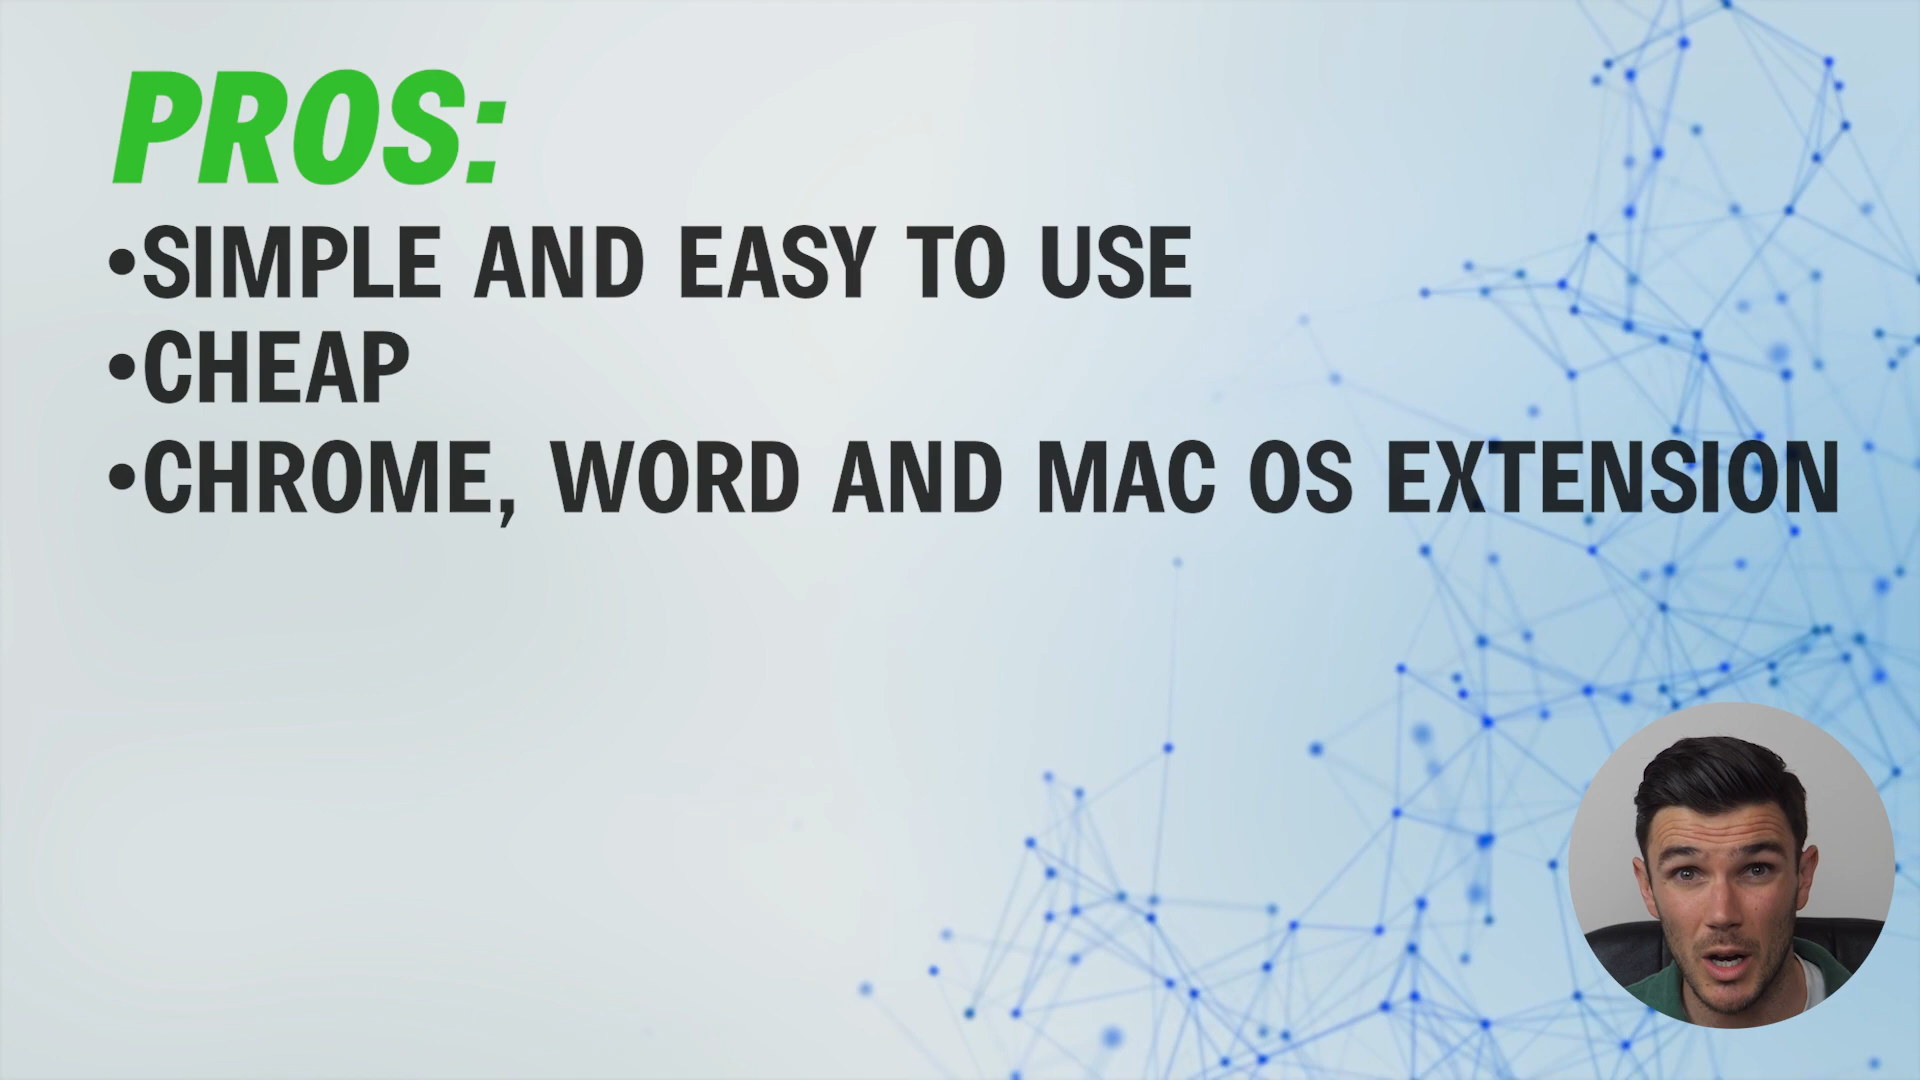 PROS:
•SIMPLE AND EASY TO USE
•CHEAP
•CHROME, WORD AND MAC OS EXTENSION